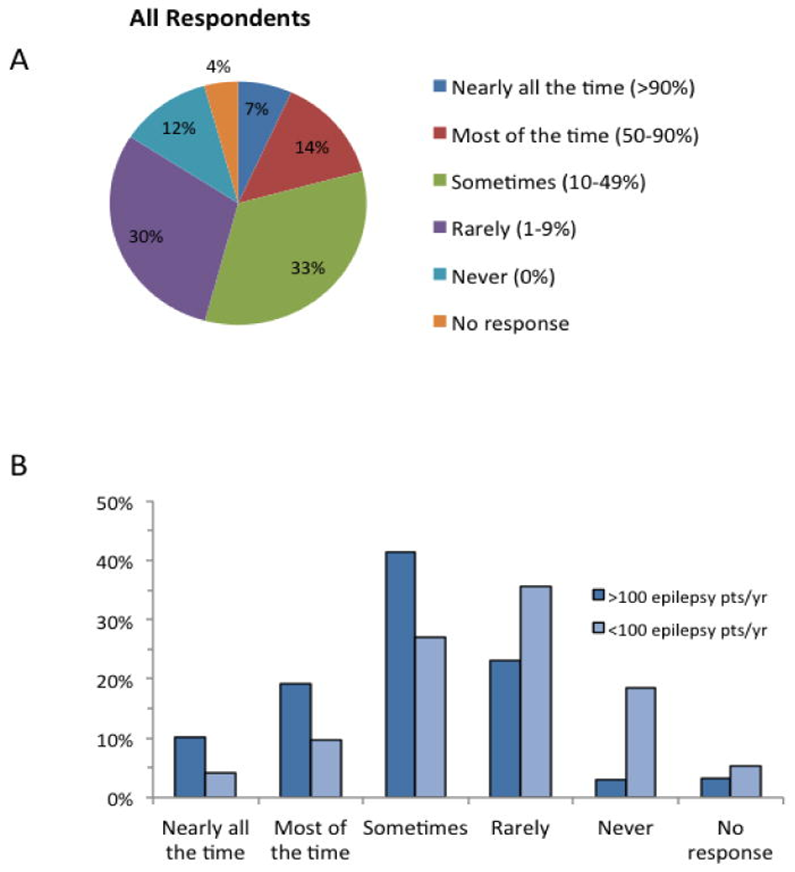 All Respondents
A
4%
7%
12%
14%
30%
33%
Nearly all the time (>90%)
Most of the time (50-90%)
Sometimes (10-49%)
Rarely (1-9%)
Never (0%)
No response
B
50%
40%
30%
20%
10%
0%
>100 epilepsy pts/yr
<100 epilepsy pts/yr
Nearly all
the time
Most of
the time
Sometimes
Rarely
Never
No
response